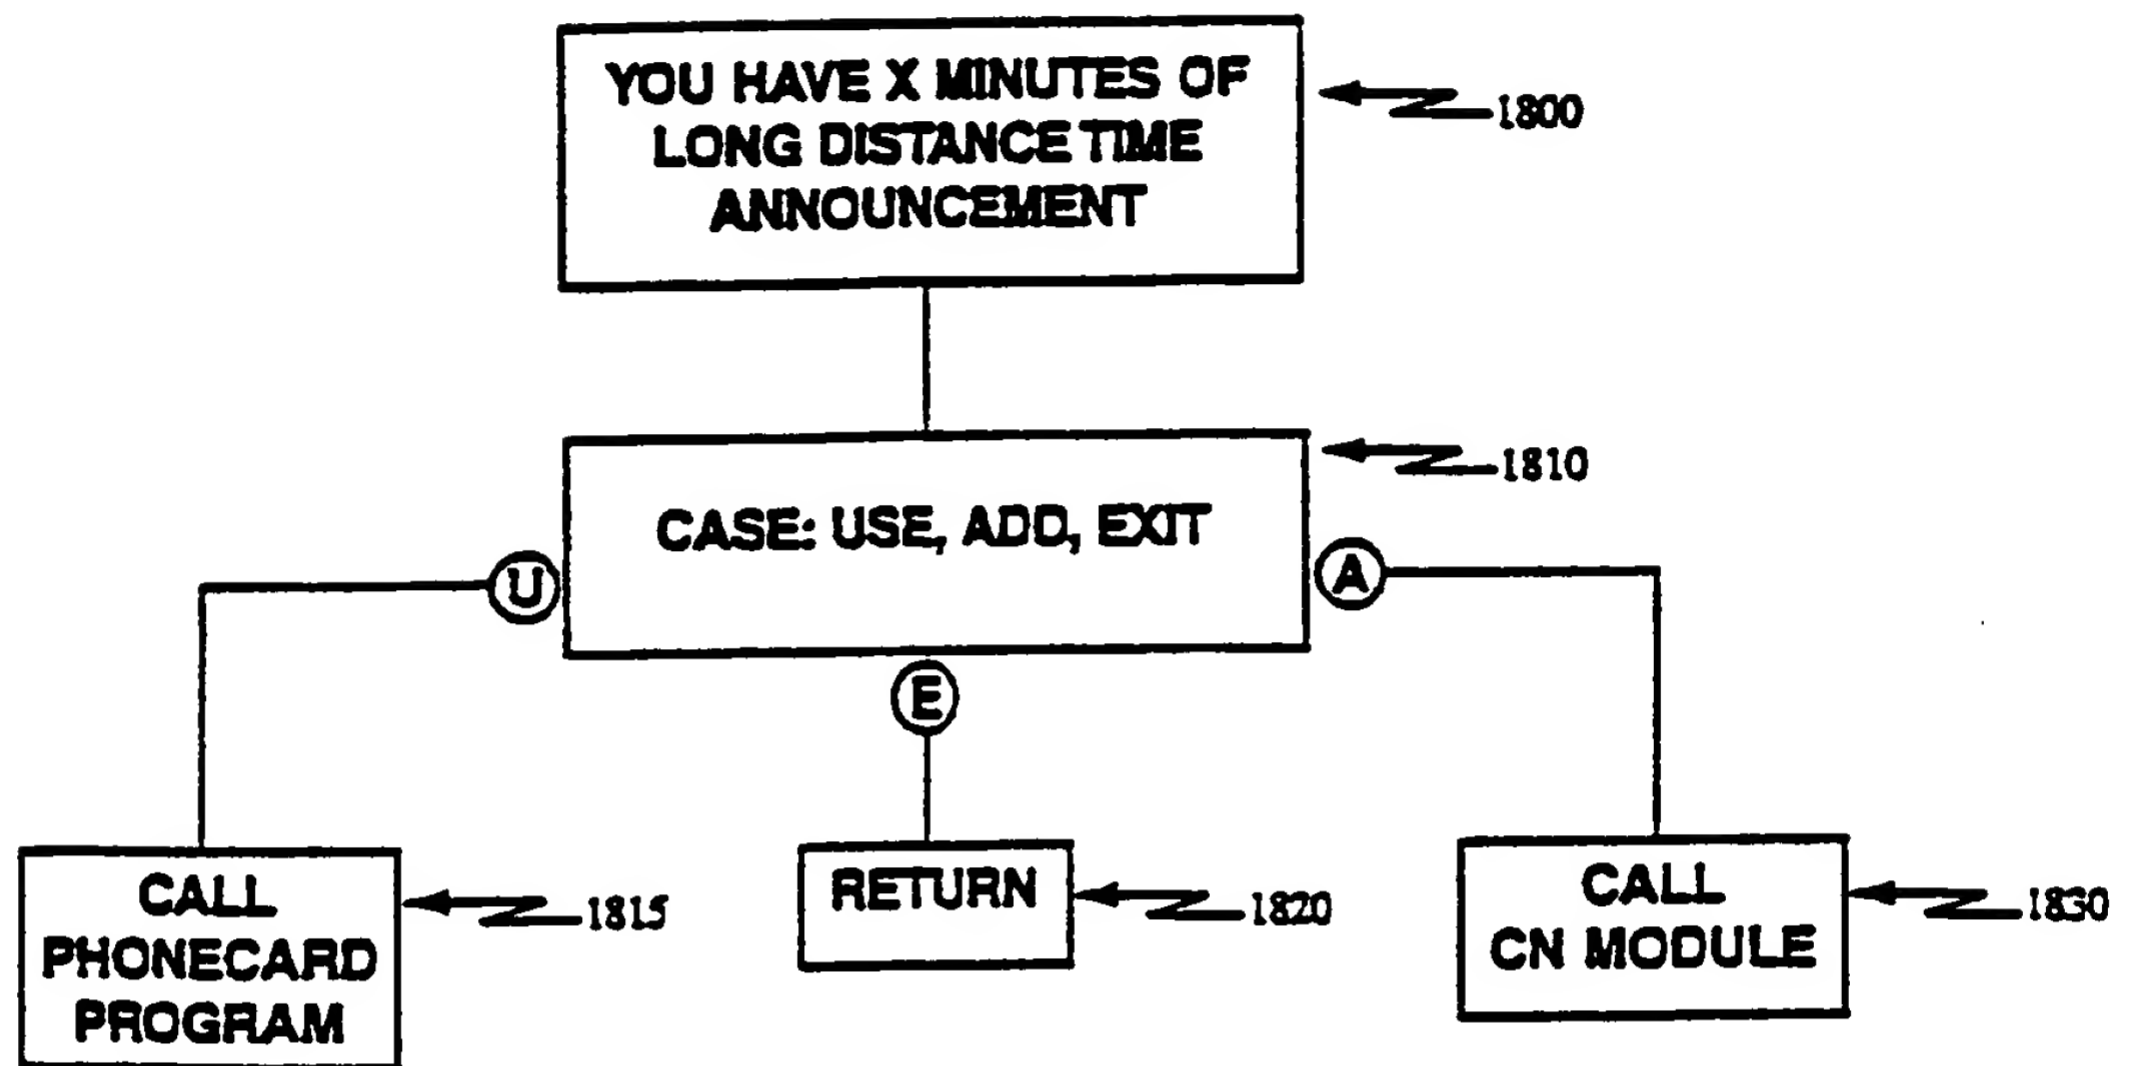 YOU HAVE X MINUTES OF
LONG DISTANCE TIME
ANNOUNCEMENT
1800
CASE: USE, ADD, EXIT
1810
U
A
E
CALL
PHONECARD
PROGRAM
1815
RETURN
1820
CALL
CN MODULE
1830